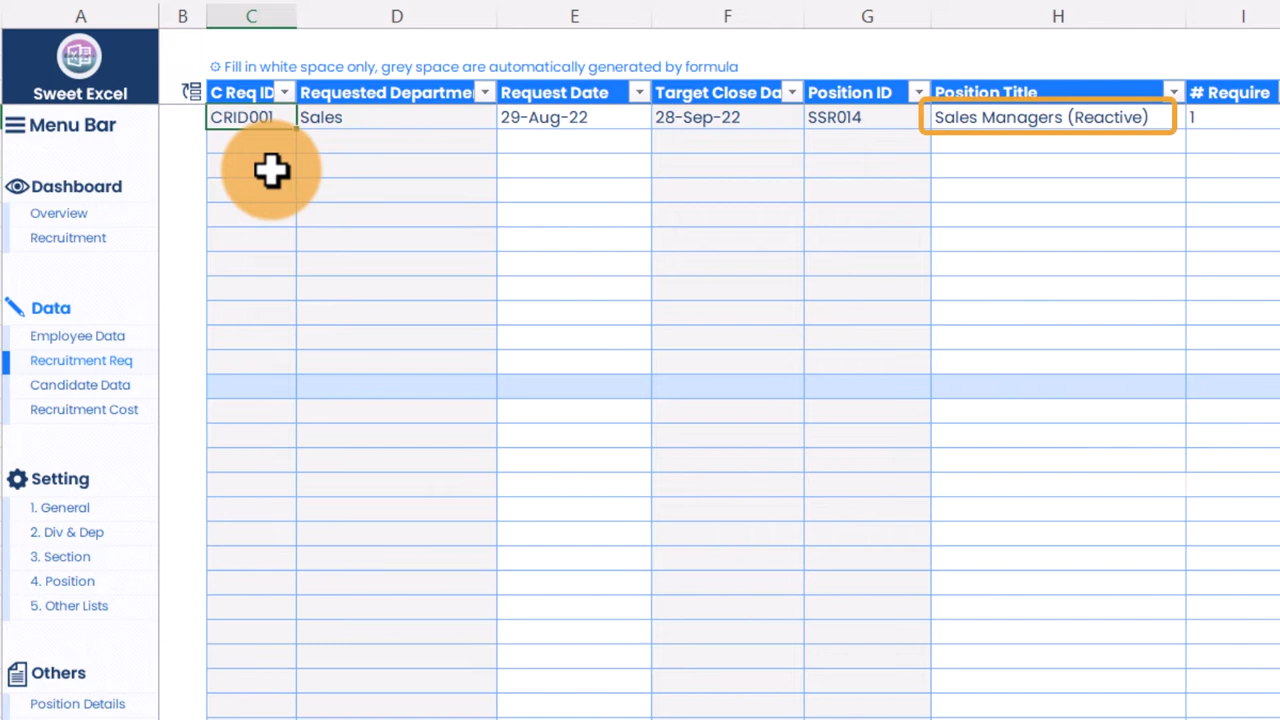 A B C D E F G H I
Sweet Excel
Fill in white space only, grey space are automatically generated by formula
C Req ID Requested Departme Request Date Target Close Da Position ID Position Title # Require
CRID001 Sales 29-Aug-22 28-Sep-22 SSR014 Sales Managers (Reactive) 1
Menu Bar
Dashboard
Overview
Recruitment
Data
Employee Data
Recruitment Req
Candidate Data
Recruitment Cost
Setting
1. General
2. Div & Dep
3. Section
4. Position
5. Other Lists
Others
Position Details